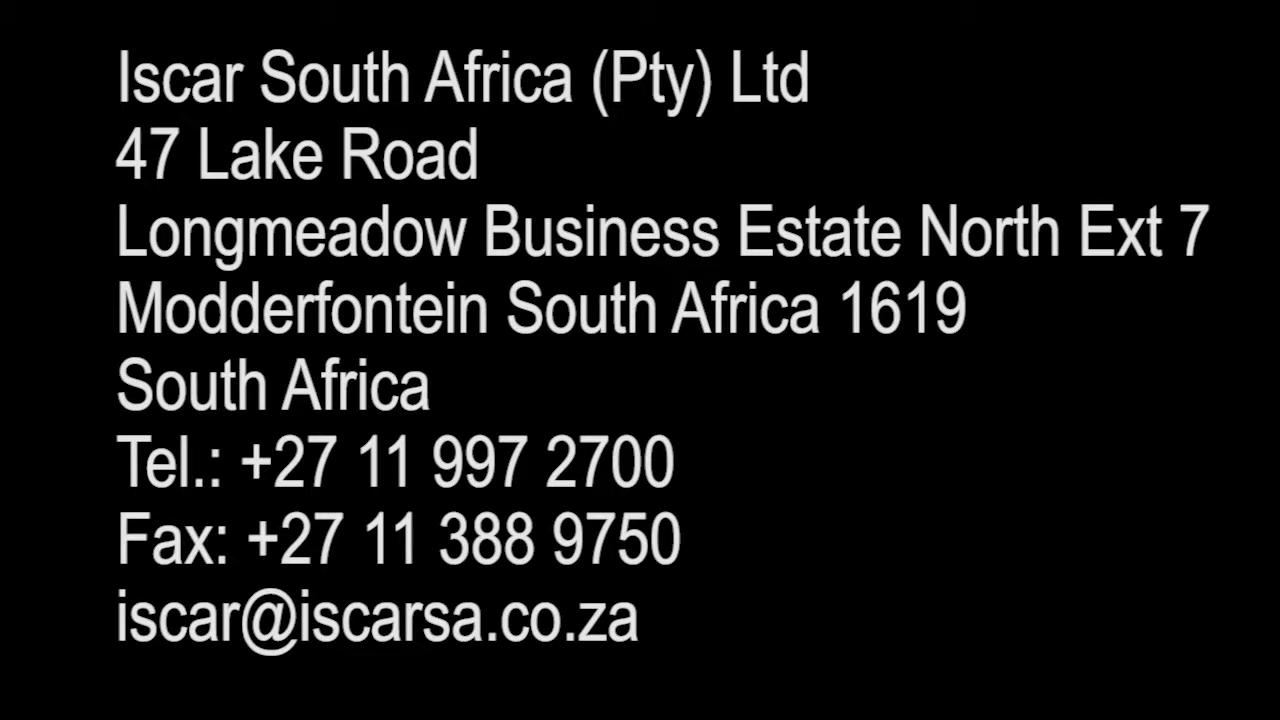 Iscar South Africa (Pty) Ltd
47 Lake Road
Longmeadow Business Estate North Ext 7
Modderfontein South Africa 1619
South Africa
Tel.: +27 11 997 2700
Fax: +27 11 388 9750
iscar@iscarsa.co.za